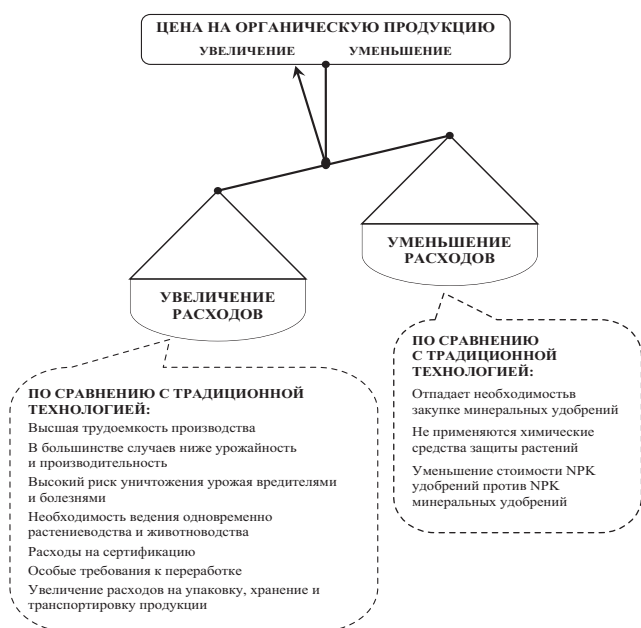 ЦЕНА НА ОРГАНИЧЕСКУЮ ПРОДУКЦИЮ
УВЕЛИЧЕНИЕ УМЕНЬШЕНИЕ
УМЕНЬШЕНИЕ
РАСХОДОВ
УВЕЛИЧЕНИЕ
РАСХОДОВ
ПО СРАВНЕНИЮ С ТРАДИЦИОННОЙ
ТЕХНОЛОГИЕЙ:
Высшая трудоемкость производства
В большинстве случаев ниже урожайность
и производительность
Высокий риск уничтожения урожая вредителями
и болезнями
Необходимость ведения одновременно
растениеводства и животноводства
Расходы на сертификацию
Особые требования к переработке
Увеличение расходов на упаковку, хранение и
транспортировку продукции
ПО СРАВНЕНИЮ
С ТРАДИЦИОННОЙ
ТЕХНОЛОГИЕЙ:
Отпадает необходимостьв
закупке минеральных удобрений
Не применяются химические
средства защиты растений
Уменьшение стоимости NPK
удобрений против NPK
минеральных удобрений